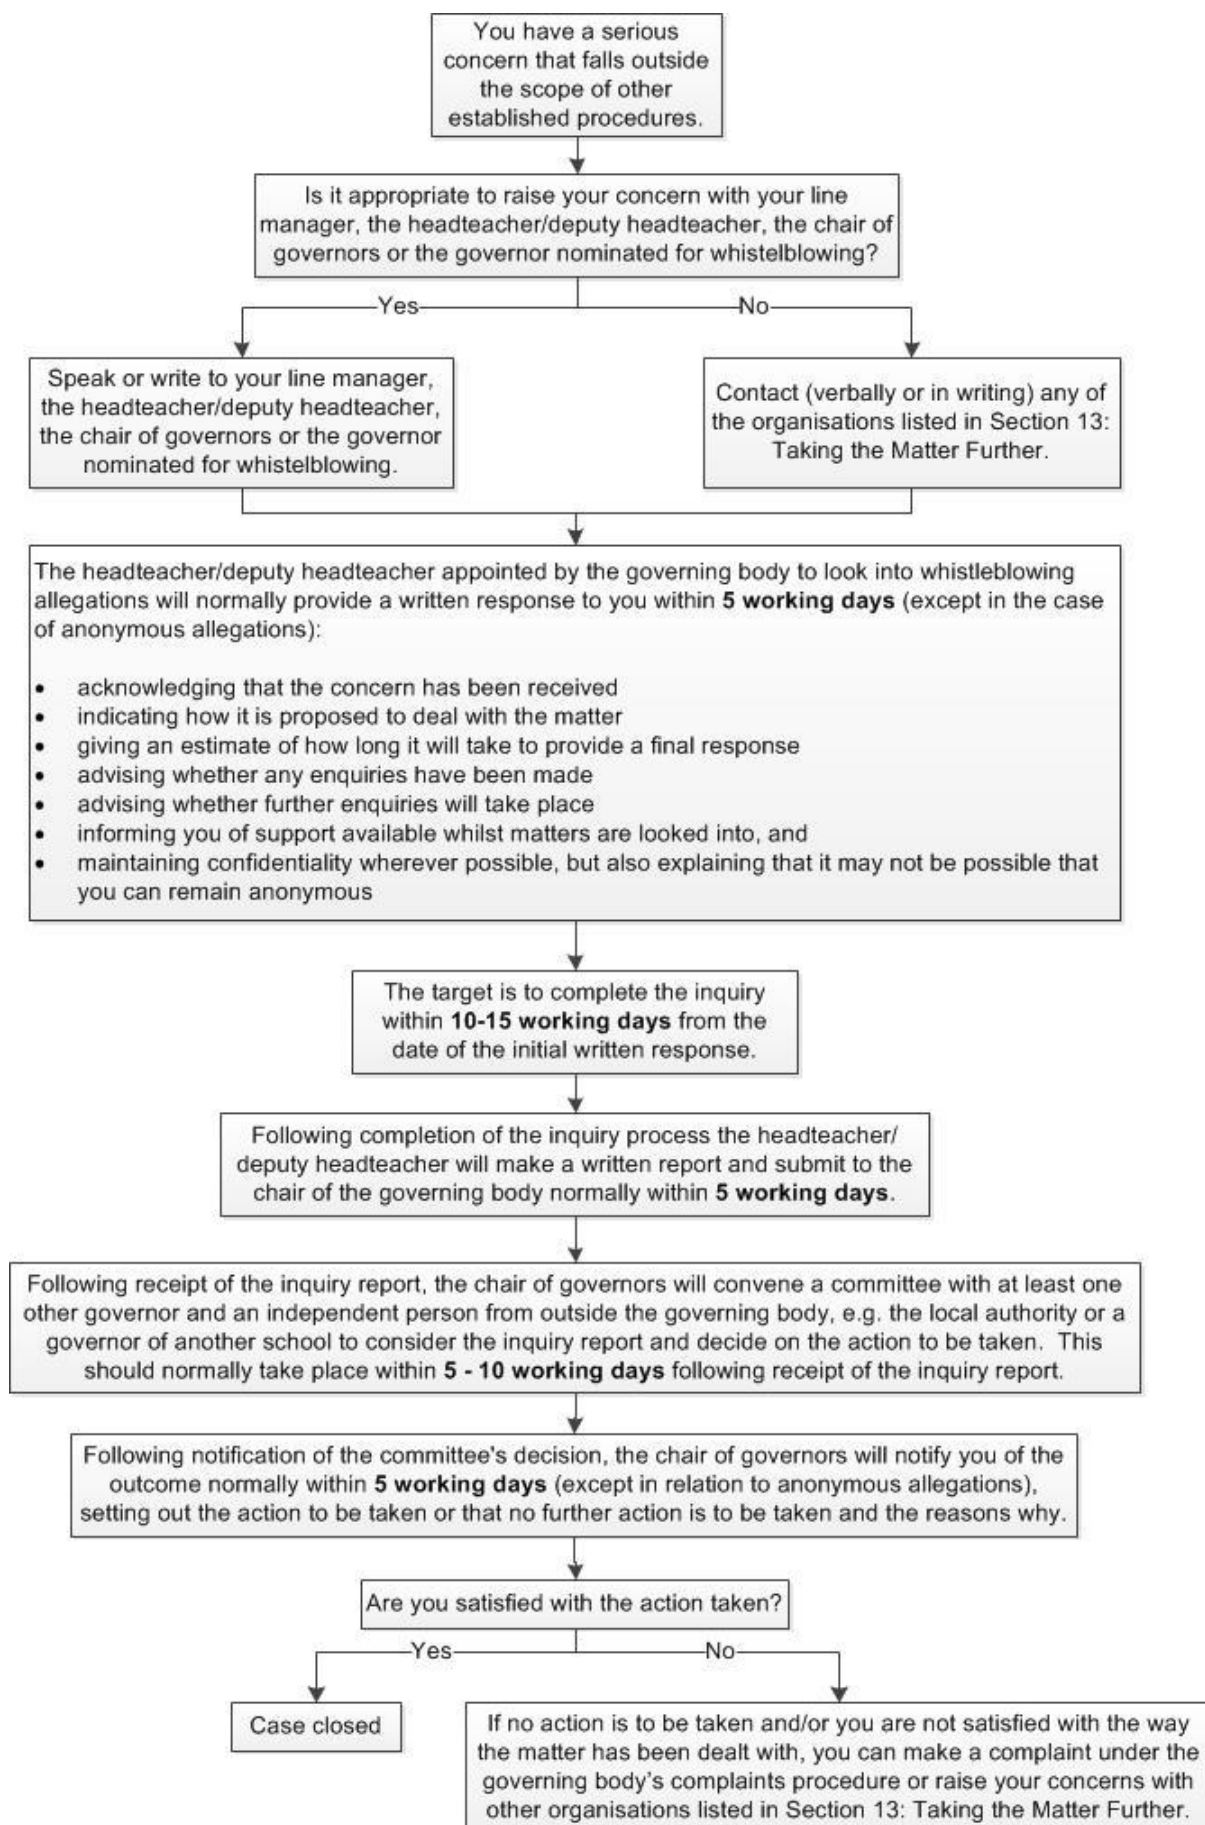 You have a serious
concern that falls outside
the scope of other
established procedures.
Is it appropriate to raise your concern with your line
manager, the headteacher/deputy headteacher, the chair of
governors or the governor nominated for whistelblowing?
Yes
No
Speak or write to your line manager,
the headteacher/deputy headteacher,
the chair of governors or the governor
nominated for whistelblowing.
Contact (verbally or in writing) any of
the organisations listed in Section 13:
Taking the Matter Further.
The headteacher/deputy headteacher appointed by the governing body to look into whistleblowing
allegations will normally provide a written response to you within 5 working days (except in the case
of anonymous allegations):
• acknowledging that the concern has been received
• indicating how it is proposed to deal with the matter
• giving an estimate of how long it will take to provide a final response
• advising whether any enquiries have been made
• advising whether further enquiries will take place
• informing you of support available whilst matters are looked into, and
• maintaining confidentiality wherever possible, but also explaining that it may not be possible that
you can remain anonymous
The target is to complete the inquiry
within 10-15 working days from the
date of the initial written response.
Following completion of the inquiry process the headteacher/
deputy headteacher will make a written report and submit to the
chair of the governing body normally within 5 working days.
Following receipt of the inquiry report, the chair of governors will convene a committee with at least one
other governor and an independent person from outside the governing body, e.g. the local authority or a
governor of another school to consider the inquiry report and decide on the action to be taken. This
should normally take place within 5 - 10 working days following receipt of the inquiry report.
Following notification of the committee's decision, the chair of governors will notify you of the
outcome normally within 5 working days (except in relation to anonymous allegations),
setting out the action to be taken or that no further action is to be taken and the reasons why.
Are you satisfied with the action taken?
Yes
No
Case closed
If no action is to be taken and/or you are not satisfied with the way
the matter has been dealt with, you can make a complaint under the
governing body's complaints procedure or raise your concerns with
other organisations listed in Section 13: Taking the Matter Further.